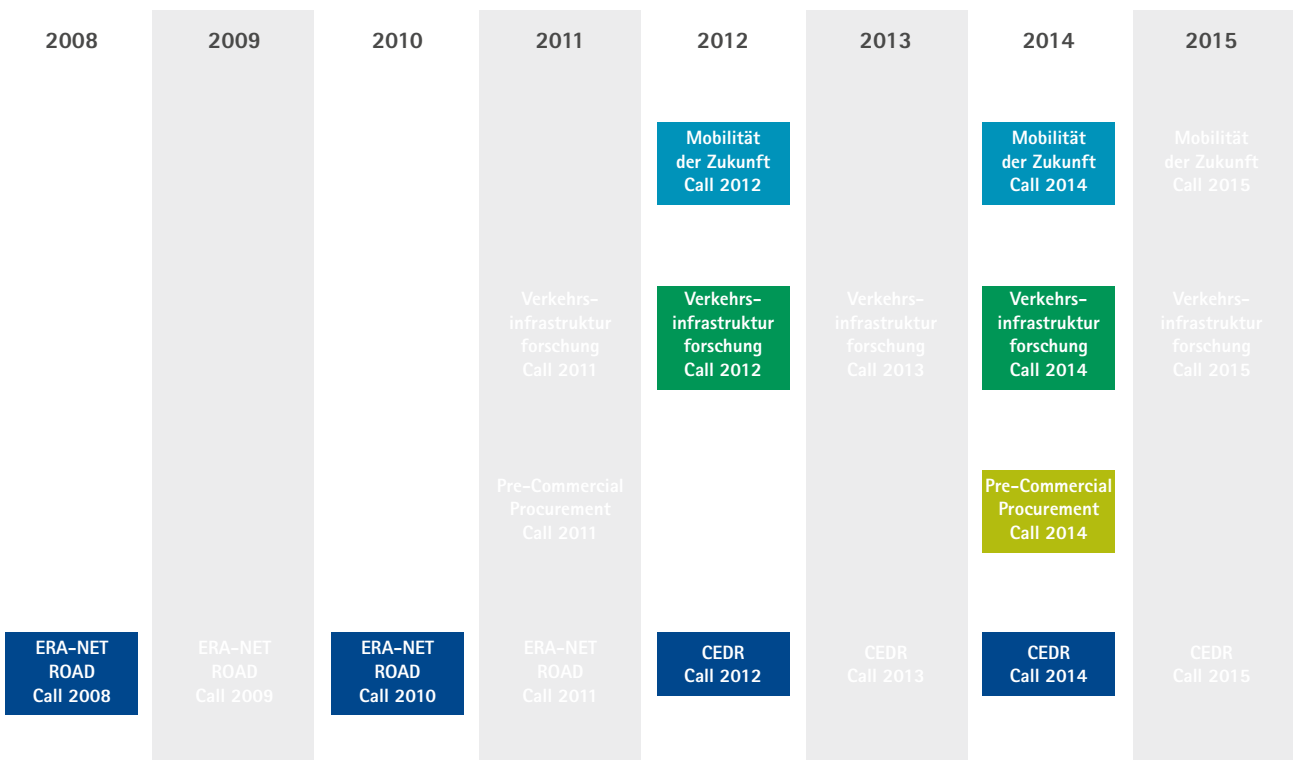 2008
2009
2010
2011
2012
2013
2014
2015
Mobilität
der Zukunft
Call 2012
Mobilität
der Zukunft
Call 2014
Mobilität
der Zukunft
Call 2015
Verkehrs-
infrastruktur
forschung
Call 2011
Verkehrs-
infrastruktur
forschung
Call 2012
Verkehrs-
infrastruktur
forschung
Call 2013
Verkehrs-
infrastruktur
forschung
Call 2014
Verkehrs-
infrastruktur
forschung
Call 2015
Pre-Commercial
Procurement
Call 2011
Pre-Commercial
Procurement
Call 2014
ERA-NET
ROAD
Call 2008
ERA-NET
ROAD
Call 2009
ERA-NET
ROAD
Call 2010
ERA-NET
ROAD
Call 2011
CEDR
Call 2012
CEDR
Call 2013
CEDR
Call 2014
CEDR
Call 2015